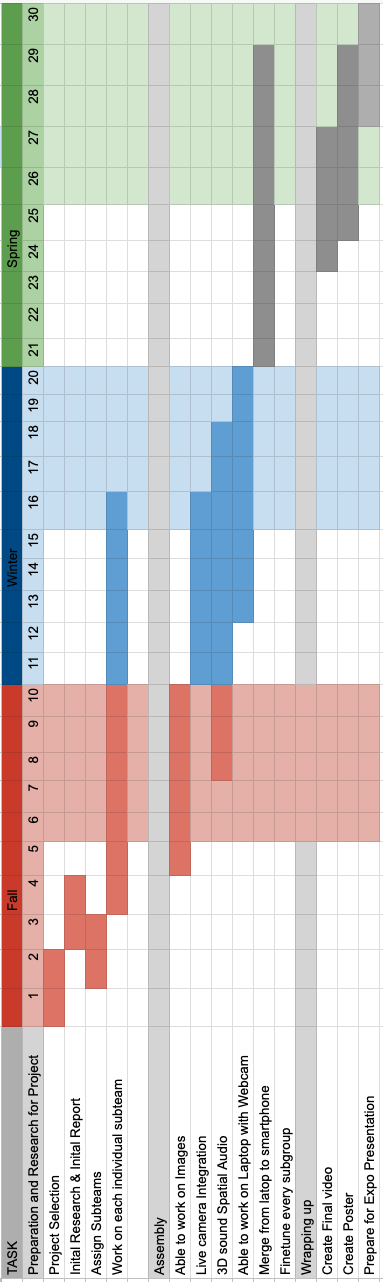 TASK Fall Winter Spring
Preparation and Research for Project 1 2 3 4 5 6 7 8 9 10 11 12 13 14 15 16 17 18 19 20 21 22 23 24 25 26 27 28 29 30
Project Selection
Inital Research & Inital Report
Assign Subteams
Work on each individual subteam
Assembly
Able to work on Images
Live camera Integration
3D sound Spatial Audio
Able to work on Laptop with Webcam
Merge from latop to smartphone
Finetune every subgroup
Wrapping up
Create Final video
Create Poster
Prepare for Expo Presentation